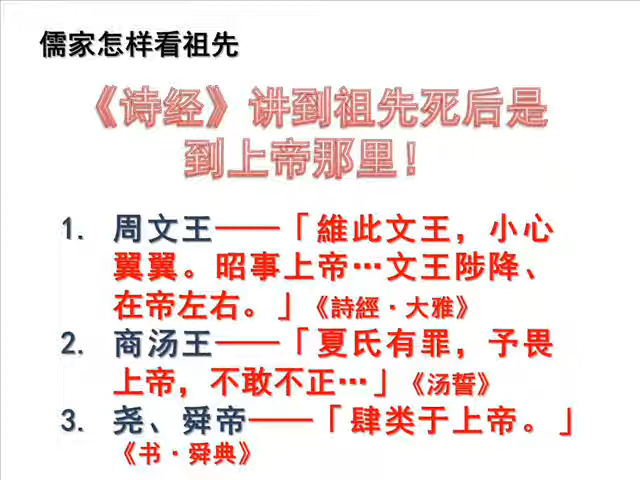 儒家怎样看祖先
《诗经》讲到祖先死后是
到上帝那里！
1. 周文王——「維此文王，小心
翼翼。昭事上帝…文王陟降、
在帝左右。」《詩經·大雅》
2. 商汤王——「夏氏有罪，予畏
上帝，不敢不正…」《汤誓》
3. 尧、舜帝——「肆类于上帝。」
《书·舜典》